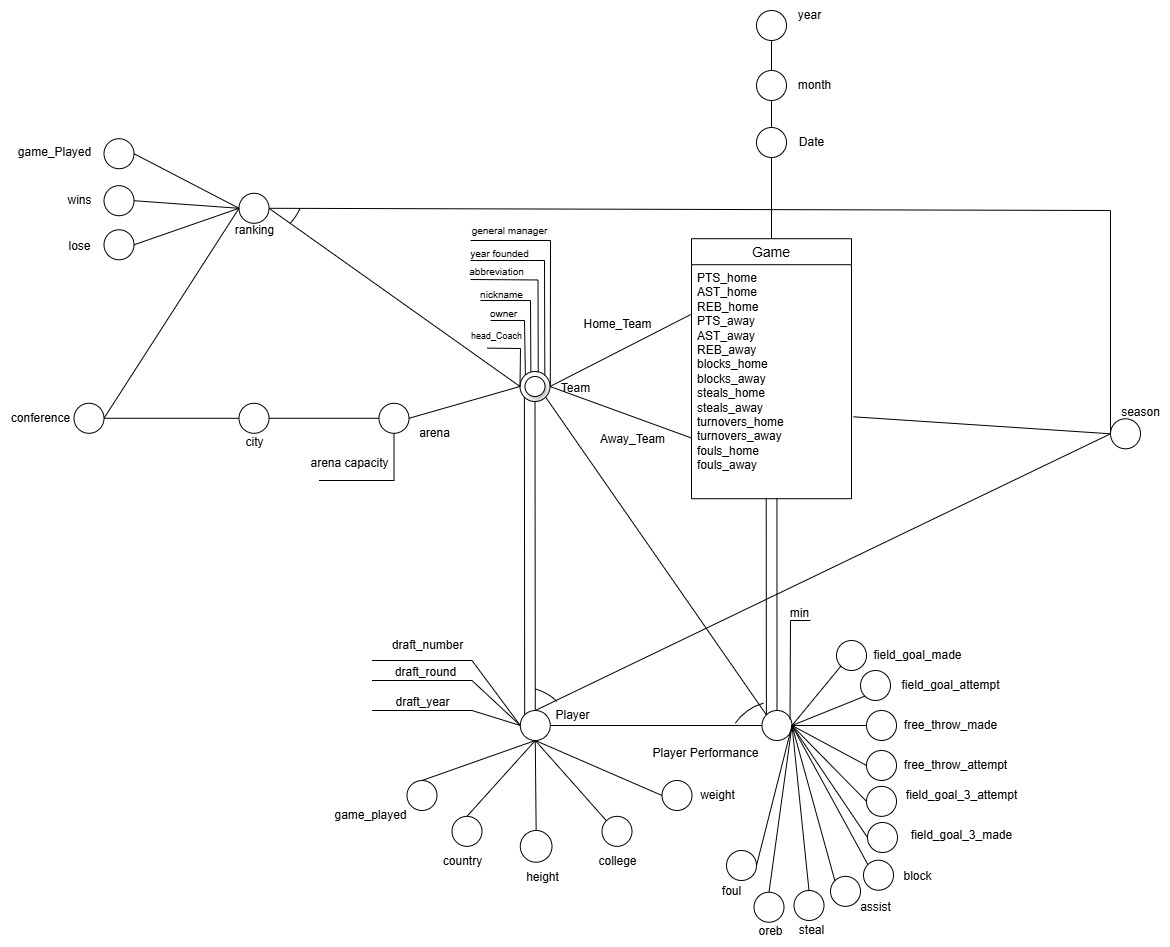 year
month
Date
game_Played
wins
lose
ranking
general manager
year founded
abbreviation
nickname
owner
head_Coach
Game
PTS_home
AST_home
REB_home
PTS_away
AST_away
REB_away
blocks_home
blocks_away
steals_home
steals_away
turnovers_home
turnovers_away
fouls_home
fouls_away
Home_Team
Team
Away_Team
season
conference
city
arena
arena capacity
min
draft_number
draft_round
draft_year
Player
Player Performance
field_goal_made
field_goal_attempt
free_throw_made
free_throw_attempt
field_goal_3_attempt
field_goal_3_made
block
assist
steal
oreb
foul
game_played
country
height
college
weight